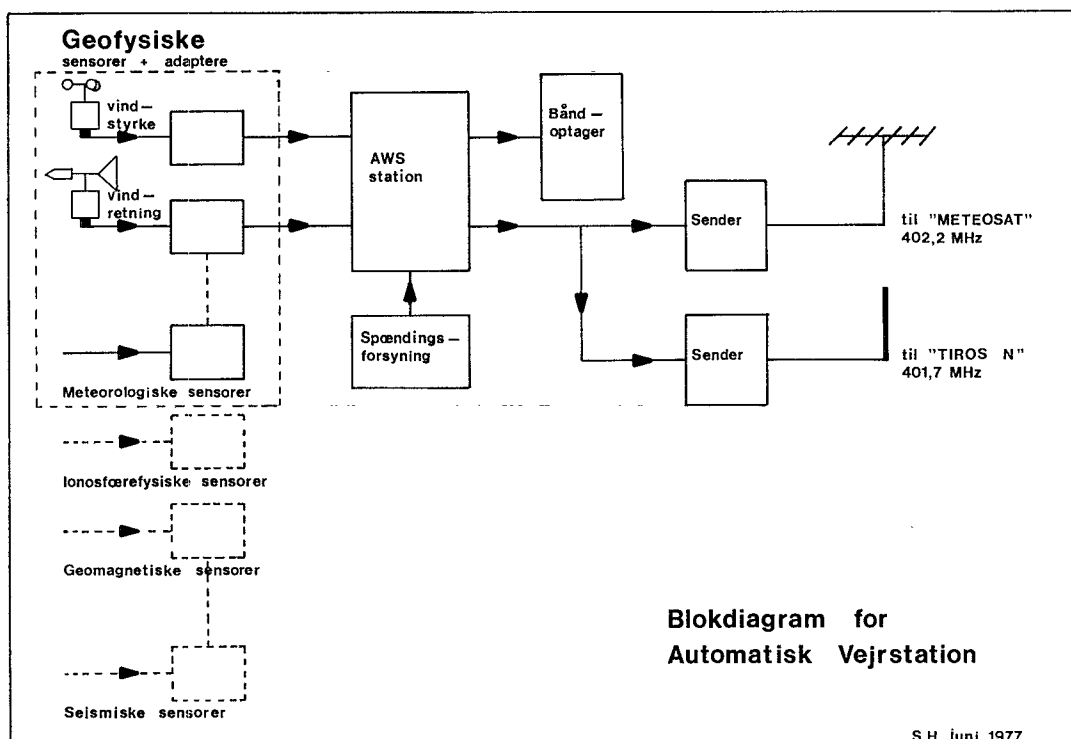 Geofysiske
sensorer + adaptere
vind—
styrke
vind—
retning
Meteorologiske sensorer
AWS
station
Spændings—
forsyning
Bånd—
optager
Sender
til "METEOSAT"
402,2 MHz
Sender
til "TIROS N"
401,7 MHz
Ionosfærefysiske sensorer
Geomagnetiske sensorer
Seismiske sensorer
Blokdiagram for
Automatisk Vejrstation
S.H. juni 1977